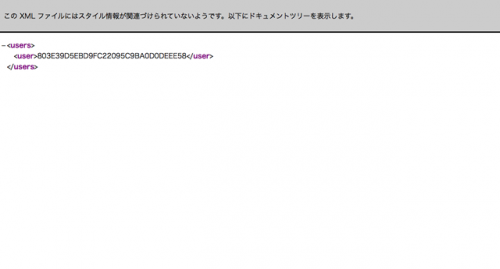 この XML ファイルにはスタイル情報が関連づけられていないようです。以下にドキュメントツリーを表示します。
−<users>
<user>803E39D5EBD9FC22095C9BA0D0DEEE58</user>
</users>